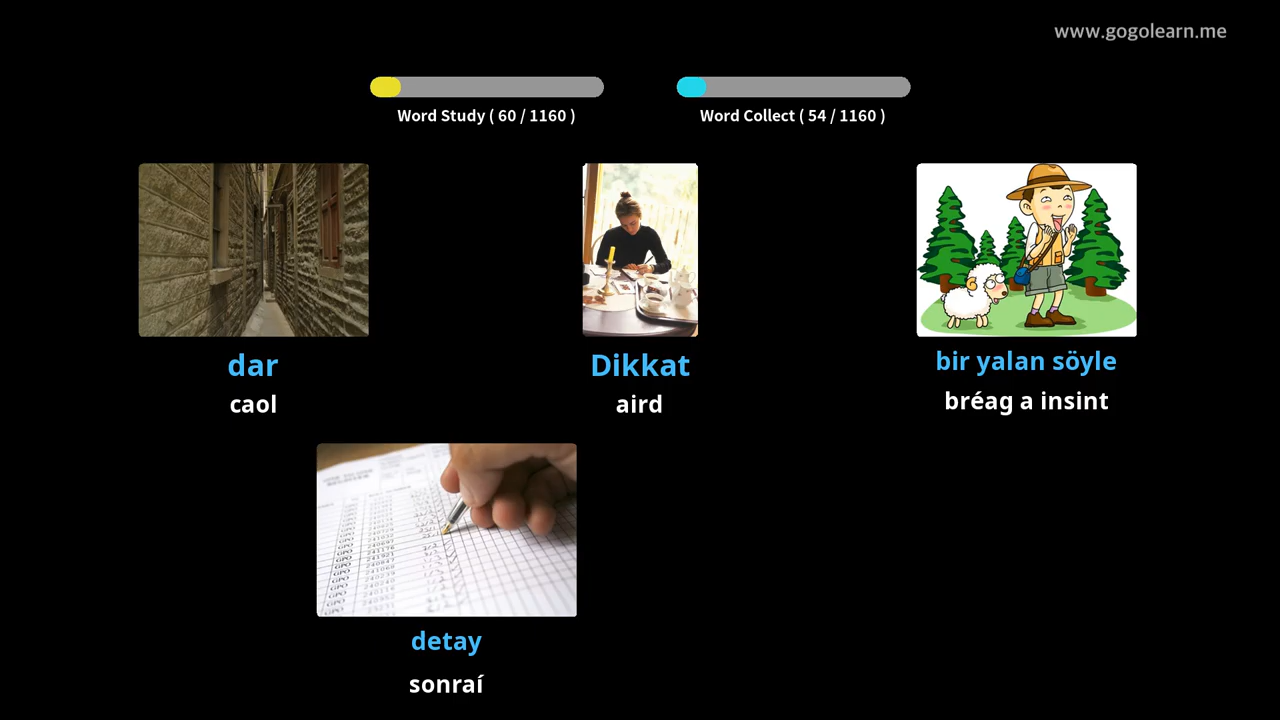 www.gogolearn.me
Word Study ( 60 / 1160 )
Word Collect ( 54 / 1160 )
dar
caol
Dikkat
aird
bir yalan söyle
bréag a insint
detay
sonraí